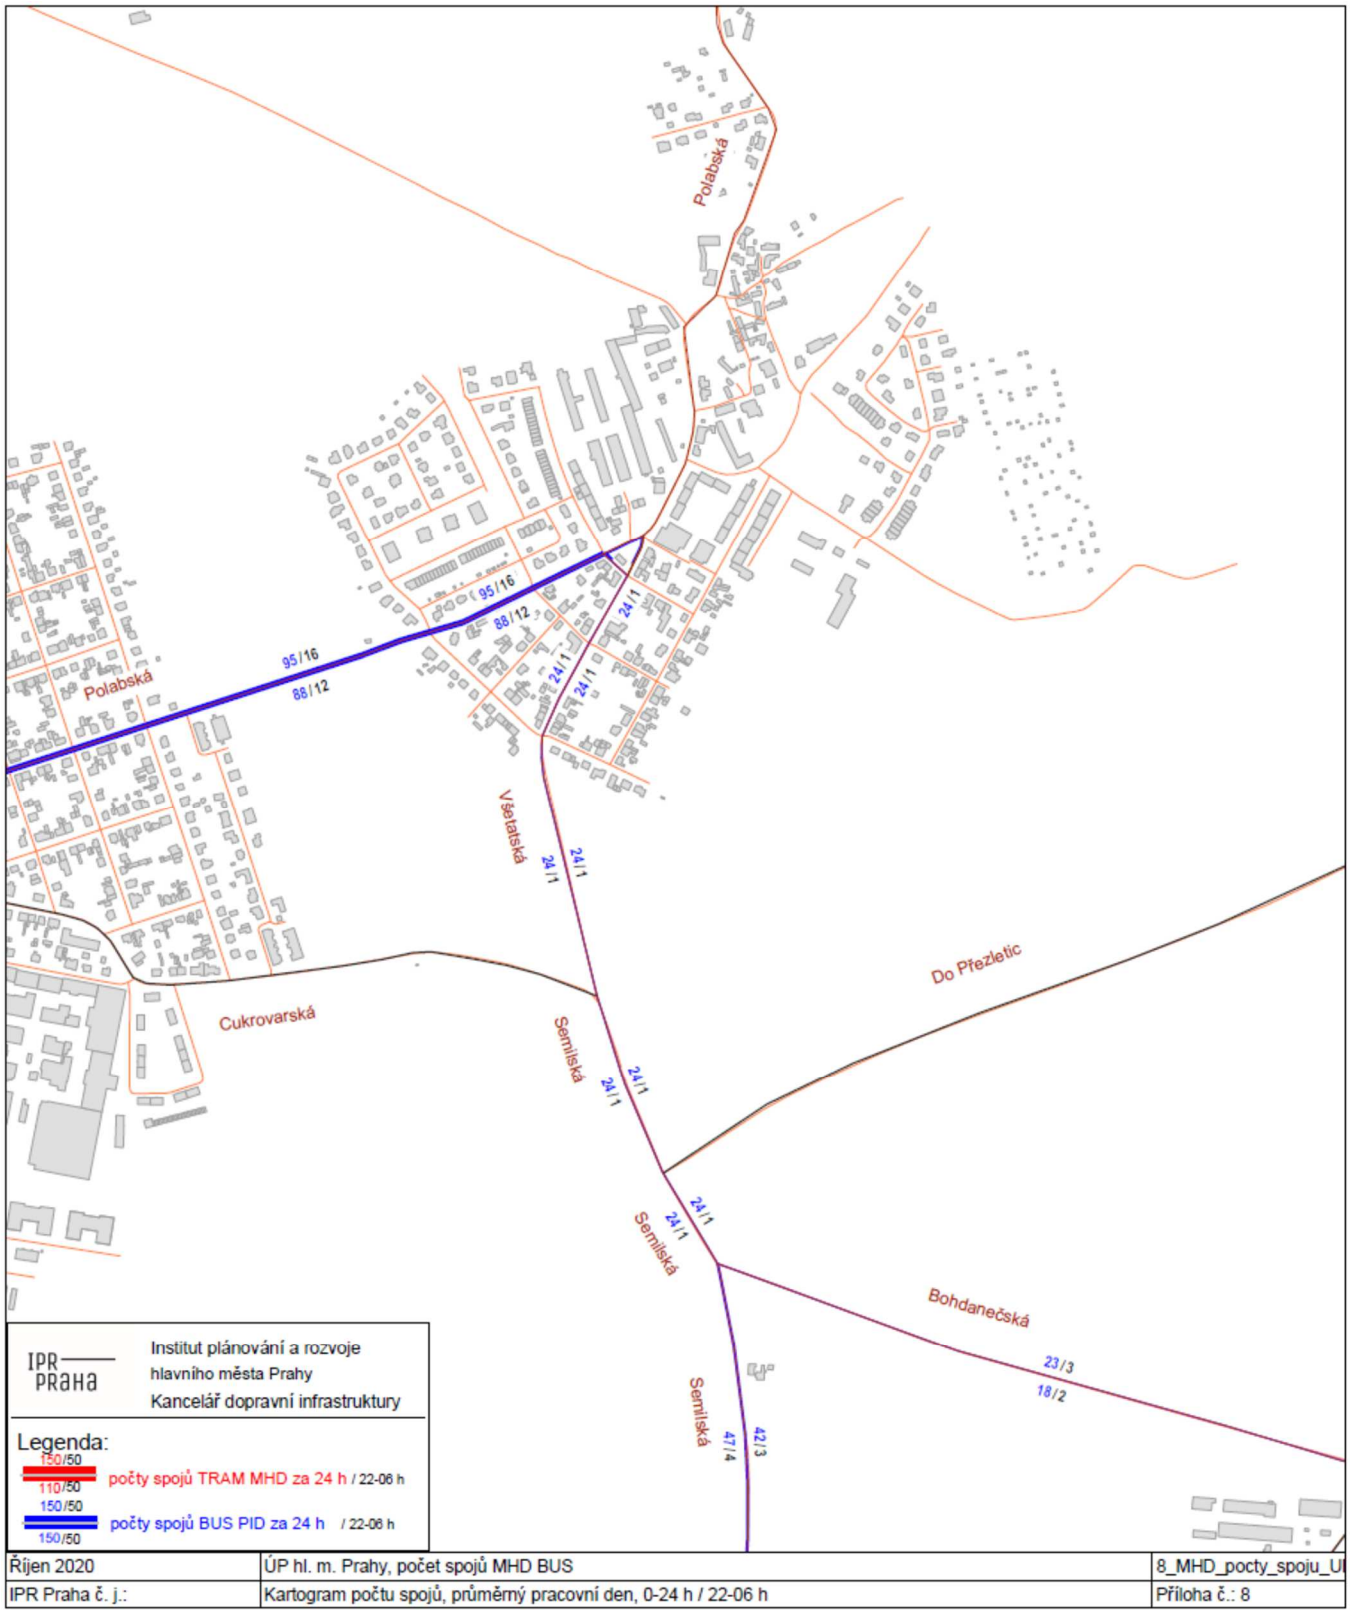 Polabská
95/16
88/12
24/1
24/1
24/1
95/16
88/12
Polabská
Všetatská
24/1
24/1
Do Přezletic
Cukrovarská
Semilská
24/1
24/1
Semilská
24/1
24/1
Bohdanečská
23/3
18/2
Semilská
47/4
42/3
IPR
PRAHA
Institut plánování a rozvoje
hlavního města Prahy
Kancelář dopravní infrastruktury
Legenda:
150/50
110/50
počty spojů TRAM MHD za 24 h / 22-06 h
150/50
150/50
počty spojů BUS PID za 24 h / 22-06 h
Říjen 2020
ÚP hl. m. Prahy, počet spojů MHD BUS
8_MHD_pocty_spoju_U
IPR Praha č. j.:
Kartogram počtu spojů, průměrný pracovní den, 0-24 h / 22-06 h
Příloha č.: 8